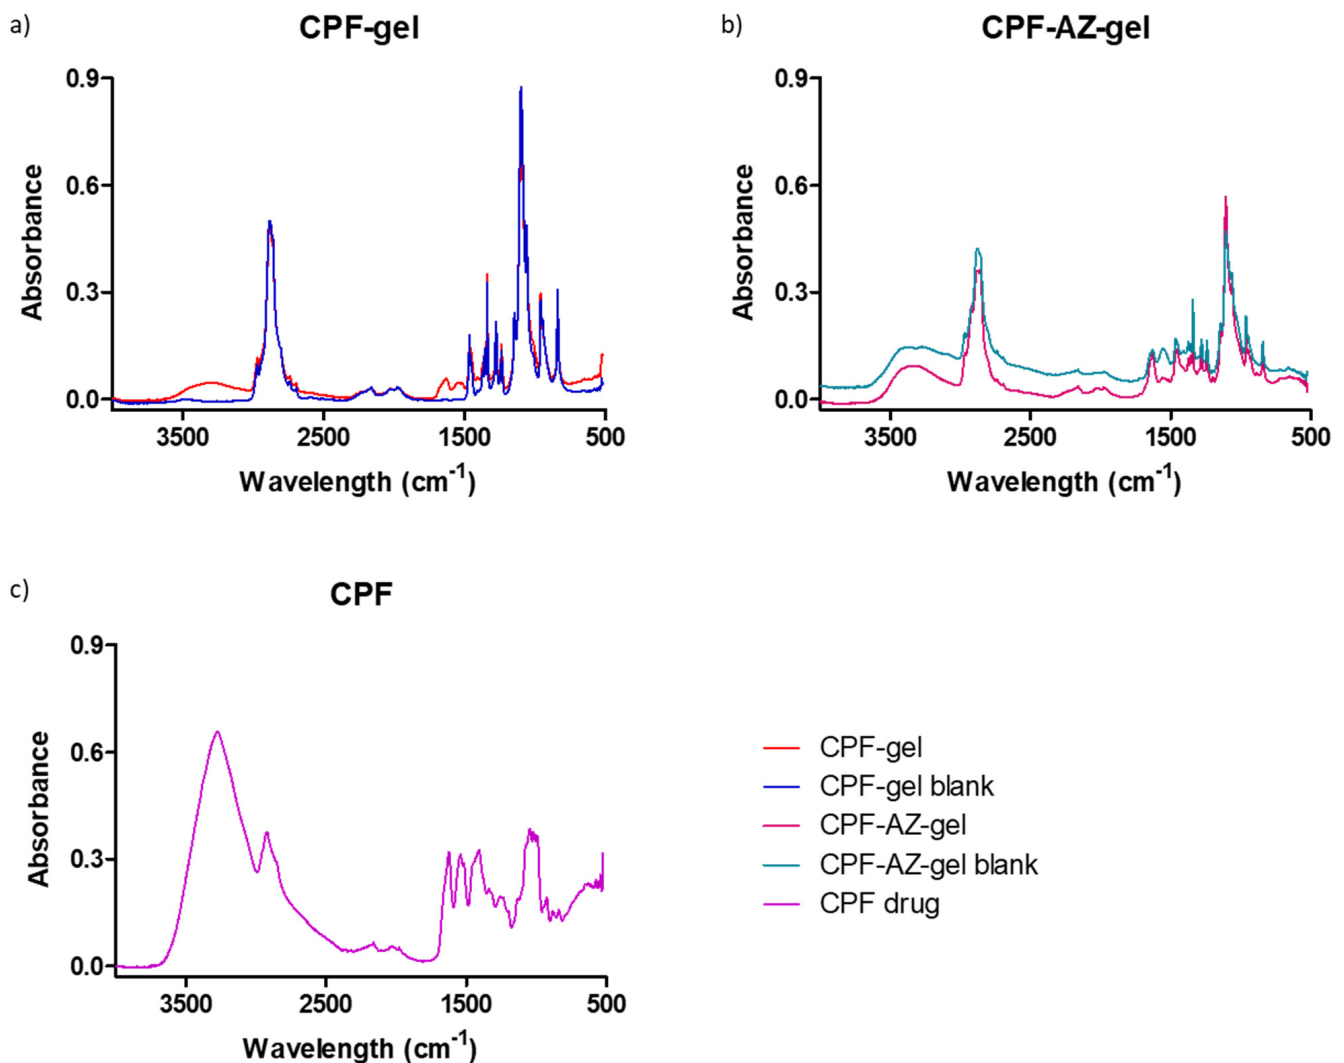 a)
CPF-gel
0.9
0.6
0.3
0.0
Absorbance
3500 2500 1500 500
Wavelength (cm-1)
b)
CPF-AZ-gel
0.9
0.6
0.3
0.0
Absorbance
3500 2500 1500 500
Wavelength (cm-1)
c)
CPF
0.9
0.6
0.3
0.0
Absorbance
3500 2500 1500 500
Wavelength (cm-1)
CPF-gel
CPF-gel blank
CPF-AZ-gel
CPF-AZ-gel blank
CPF drug